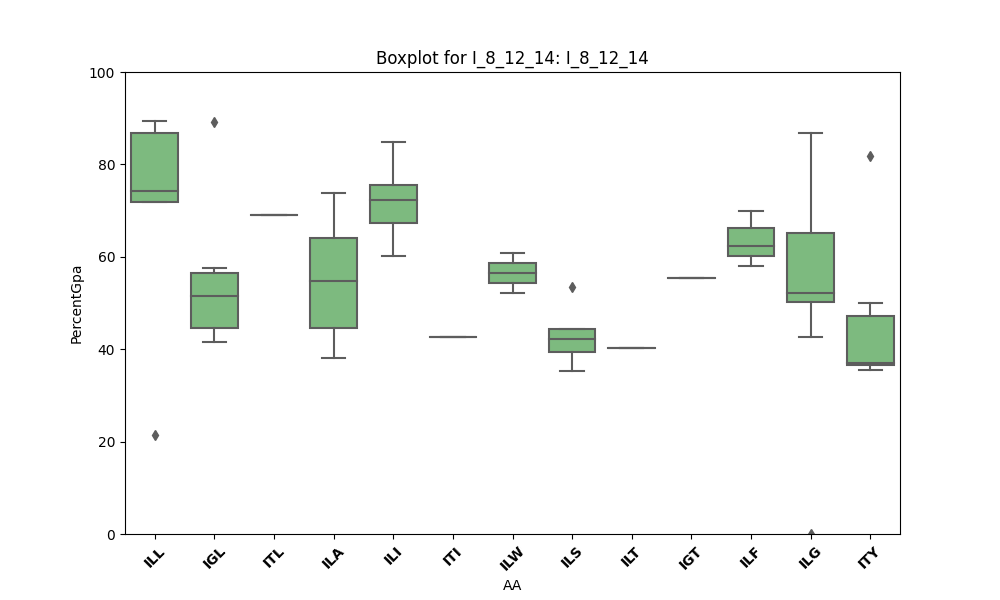 Boxplot for I_8_12_14: I_8_12_14
100
80
60
40
20
0
PercentGpa
ILL IGL ITL ILA ILI ITI ILW ILS ILT IGT ILF ILG ITY
AA